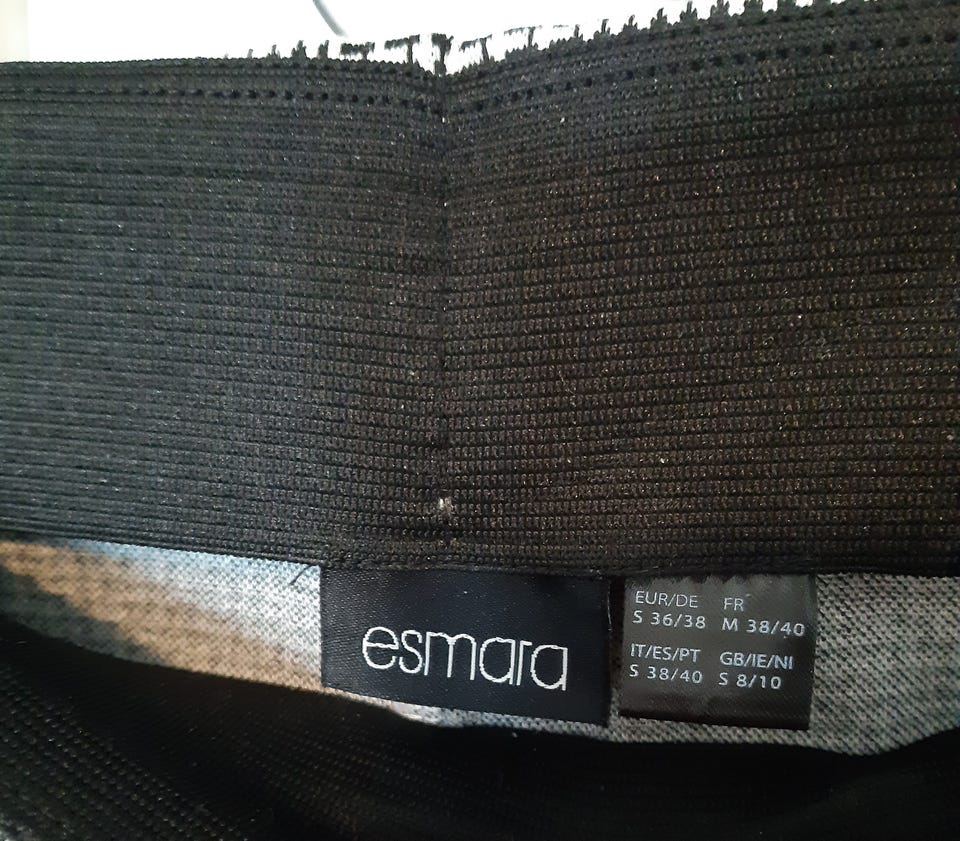 esmara
EUR/DE FR
S 36/38 M 38/40
IT/ES/PT GB/IE/NI
S 38/40 S 8/10